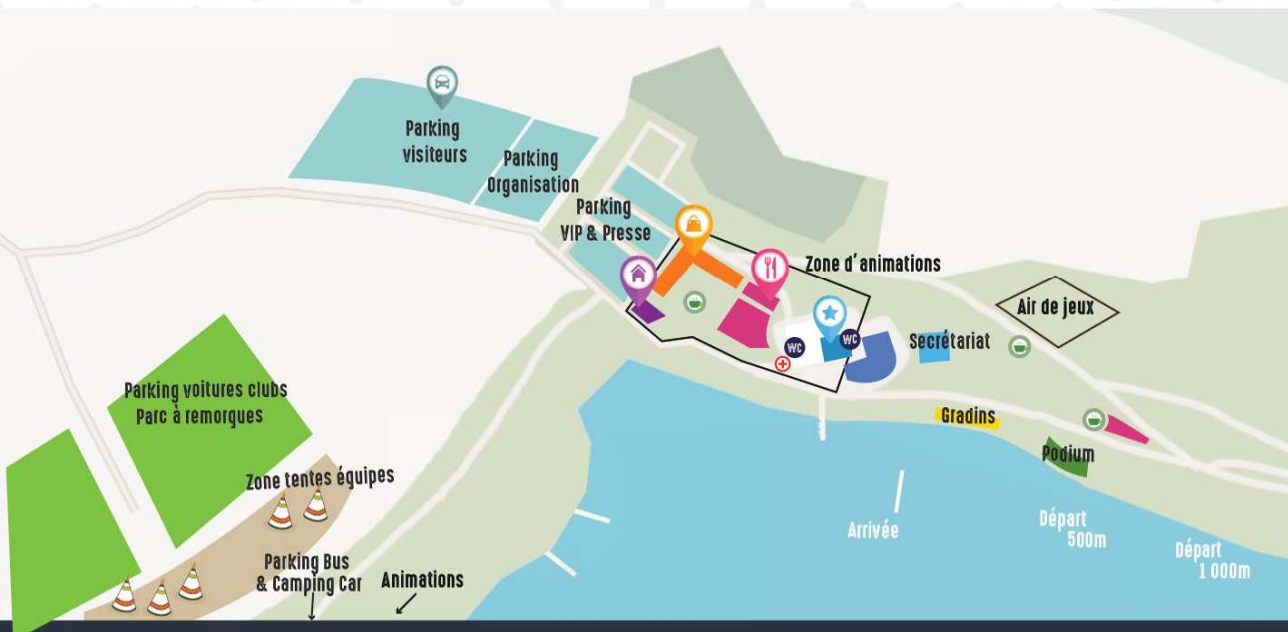 Parking
visiteurs
Parking
Organisation
Parking
VIP & Presse
Zone d'animations
Air de jeux
Secrétariat
WC
WC
Parking voitures clubs
Parc à remorques
Gradins
Podium
Zone tentes équipes
Arrivée
Départ
500m
Départ
1 000m
Parking Bus
& Camping Car
Animations